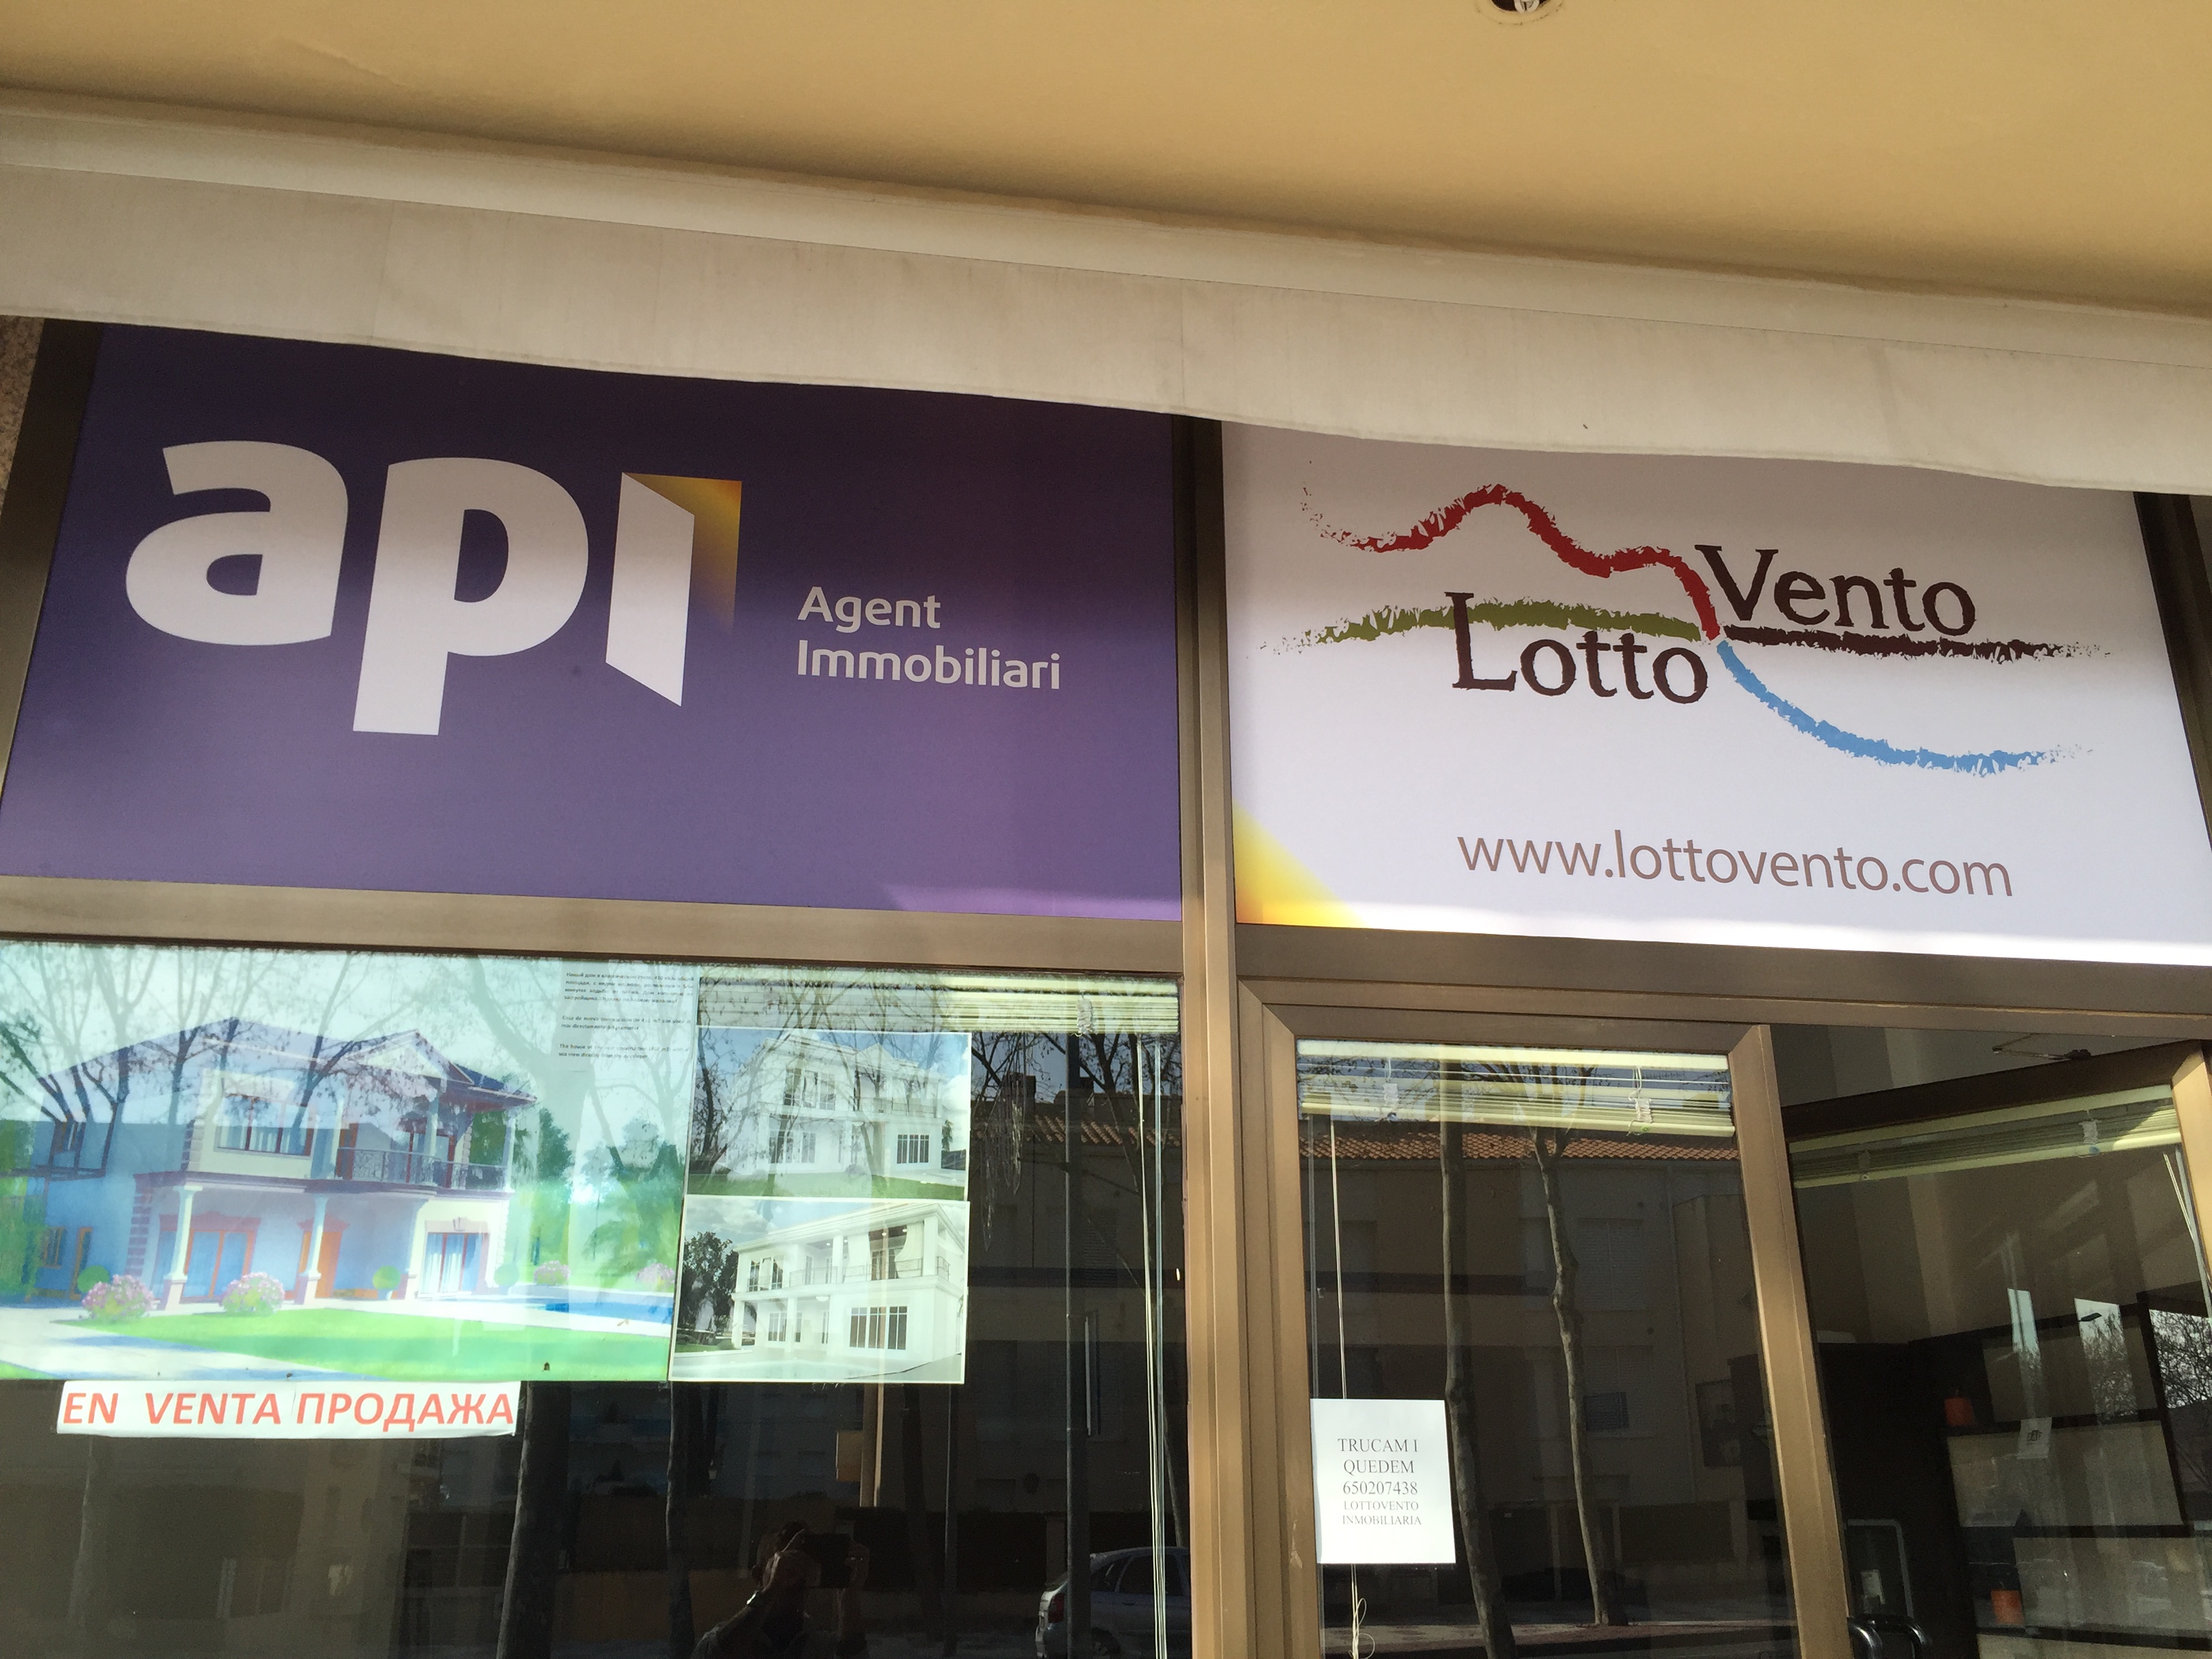 api
Agent
Immobiliari
Vento
Lotto
www.lottovento.com
EN VENTA ПРОДАЖА
TRUCAM I
QUEDEM
650207438
LOTTOVENTO
INMOBILIARIA